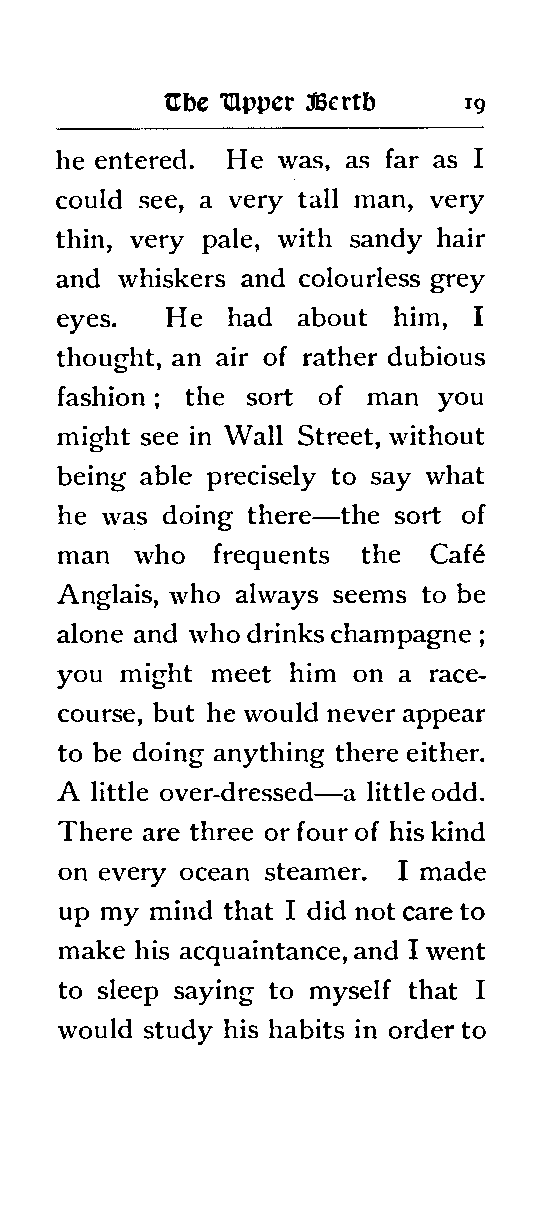 The Upper Berth 19
he entered. He was, as far as I
could see, a very tall man, very
thin, very pale, with sandy hair
and whiskers and colourless grey
eyes. He had about him, I
thought, an air of rather dubious
fashion ; the sort of man you
might see in Wall Street, without
being able precisely to say what
he was doing there—the sort of
man who frequents the Café
Anglais, who always seems to be
alone and who drinks champagne ;
you might meet him on a race-
course, but he would never appear
to be doing anything there either.
A little over-dressed—a little odd.
There are three or four of his kind
on every ocean steamer. I made
up my mind that I did not care to
make his acquaintance, and I went
to sleep saying to myself that I
would study his habits in order to